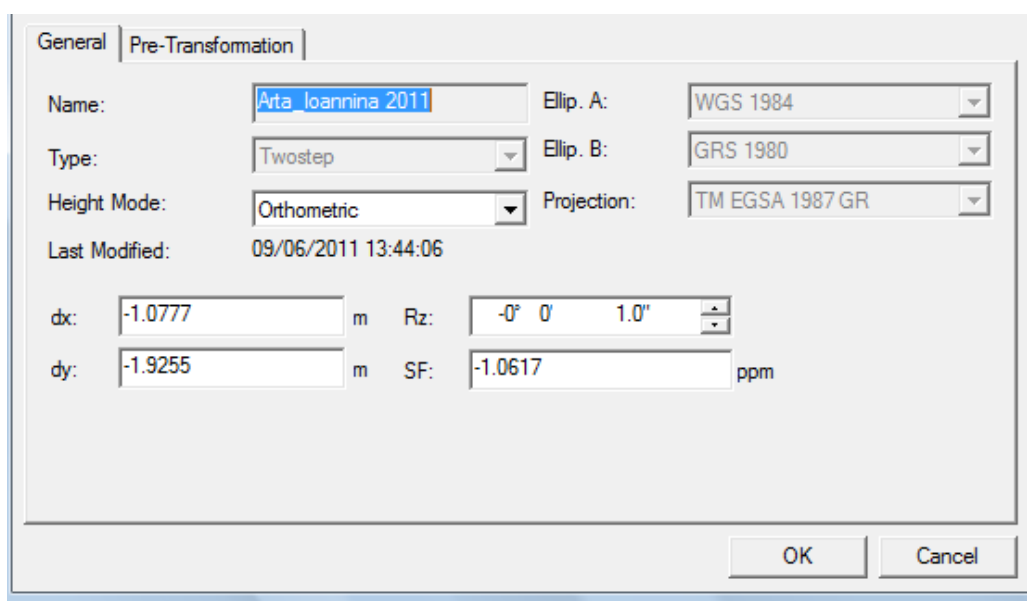 General Pre-Transformation
Name: Arta_Ioannina 2011 Ellip. A: WGS 1984
Type: Twostep Ellip. B: GRS 1980
Height Mode: Orthometric Projection: TM EGSA 1987 GR
Last Modified: 09/06/2011 13:44:06
dx: -1.0777 m Rz: -0° 0' 1.0"
dy: -1.9255 m SF: -1.0617 ppm
OK Cancel